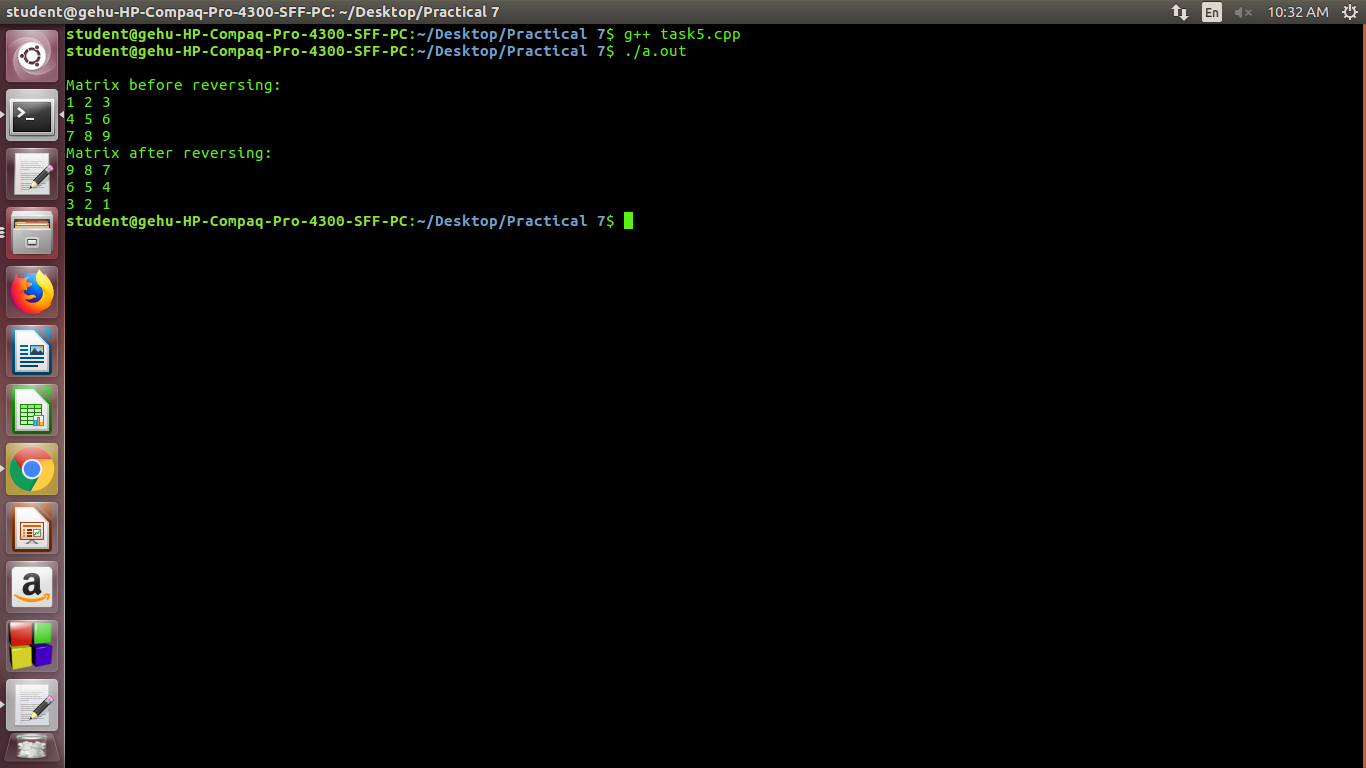 student@gehu-HP-Compaq-Pro-4300-SFF-PC: ~/Desktop/Practical 7
En
10:32 AM
student@gehu-HP-Compaq-Pro-4300-SFF-PC:~/Desktop/Practical 7$ g++ task5.cpp
student@gehu-HP-Compaq-Pro-4300-SFF-PC:~/Desktop/Practical 7$ ./a.out
Matrix before reversing:
1 2 3
4 5 6
7 8 9
Matrix after reversing:
9 8 7
6 5 4
3 2 1
student@gehu-HP-Compaq-Pro-4300-SFF-PC:~/Desktop/Practical 7$